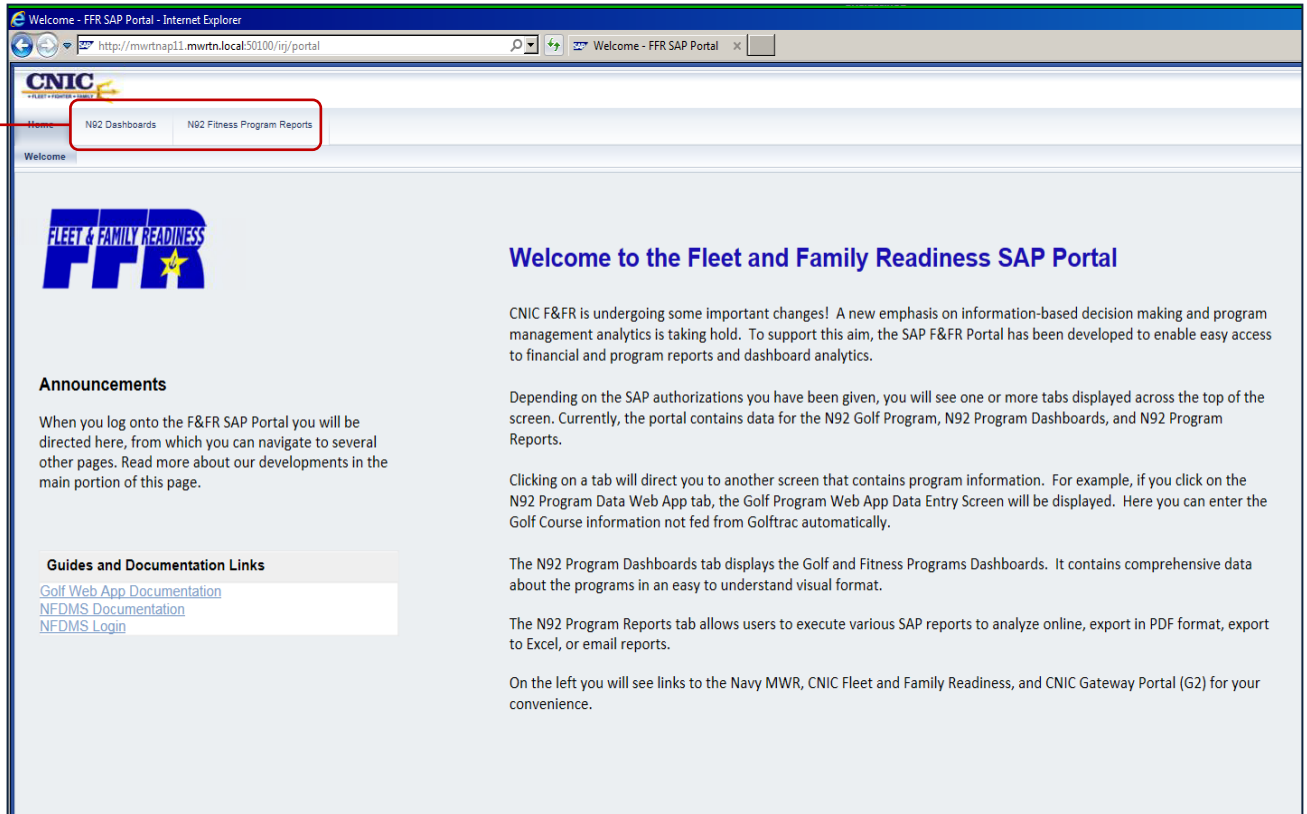 Welcome - FFR SAP Portal - Internet Explorer
http://mwrtnap11.mwrtn.local:50100/irj/portal
Welcome - FFR SAP Portal
CNIC
FLEET • FIGHTER • FAMILY
Home N92 Dashboards N92 Fitness Program Reports
Welcome
FLEET & FAMILY READINESS
FFR
Announcements
When you log onto the F&FR SAP Portal you will be
directed here, from which you can navigate to several
other pages. Read more about our developments in the
main portion of this page.
Guides and Documentation Links
Golf Web App Documentation
NFDMS Documentation
NFDMS Login
Welcome to the Fleet and Family Readiness SAP Portal
CNIC F&FR is undergoing some important changes! A new emphasis on information-based decision making and program
management analytics is taking hold. To support this aim, the SAP F&FR Portal has been developed to enable easy access
to financial and program reports and dashboard analytics.
Depending on the SAP authorizations you have been given, you will see one or more tabs displayed across the top of the
screen. Currently, the portal contains data for the N92 Golf Program, N92 Program Dashboards, and N92 Program
Reports.
Clicking on a tab will direct you to another screen that contains program information. For example, if you click on the
N92 Program Data Web App tab, the Golf Program Web App Data Entry Screen will be displayed. Here you can enter the
Golf Course information not fed from Golftrac automatically.
The N92 Program Dashboards tab displays the Golf and Fitness Programs Dashboards. It contains comprehensive data
about the programs in an easy to understand visual format.
The N92 Program Reports tab allows users to execute various SAP reports to analyze online, export in PDF format, export
to Excel, or email reports.
On the left you will see links to the Navy MWR, CNIC Fleet and Family Readiness, and CNIC Gateway Portal (G2) for your
convenience.